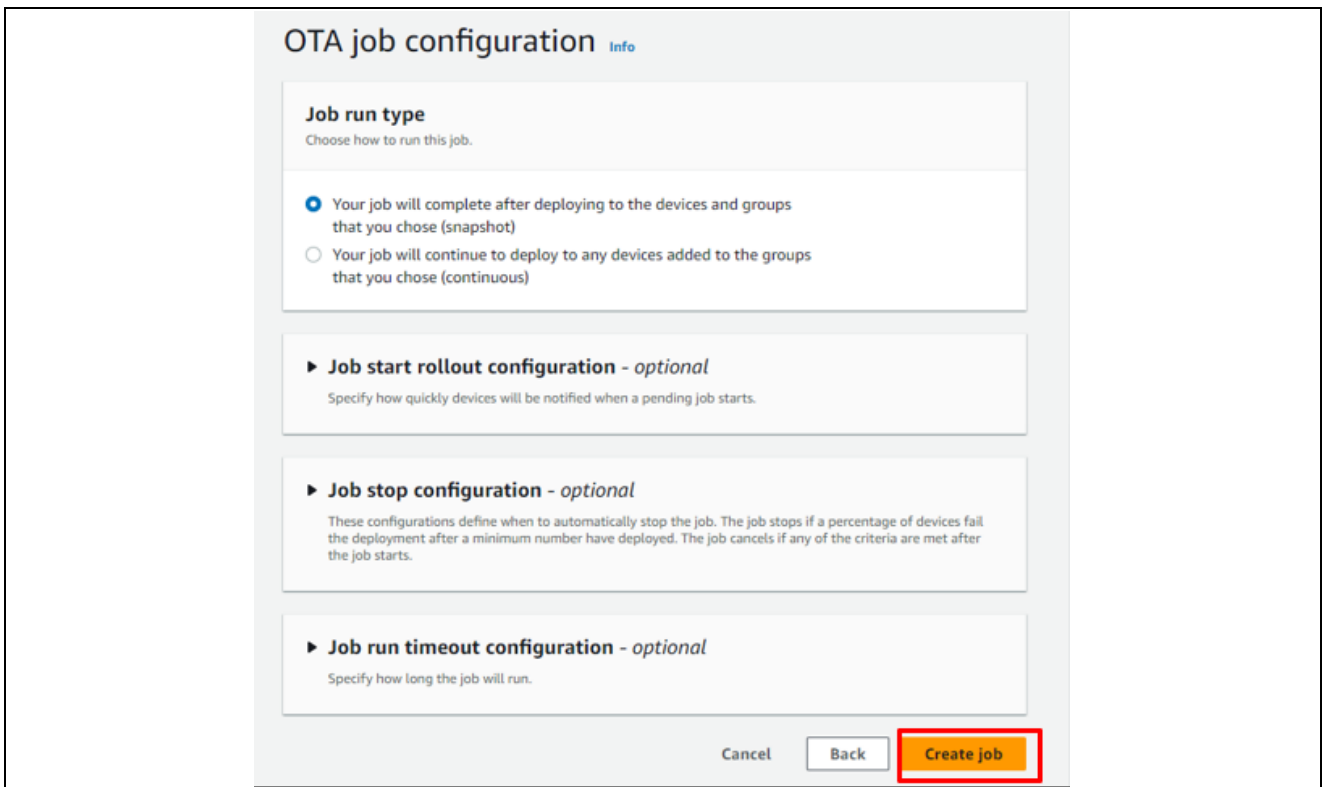 OTA job configuration Info
Job run type
Choose how to run this job.
Your job will complete after deploying to the devices and groups
that you chose (snapshot)
Your job will continue to deploy to any devices added to the groups
that you chose (continuous)
Job start rollout configuration - optional
Specify how quickly devices will be notified when a pending job starts.
Job stop configuration - optional
These configurations define when to automatically stop the job. The job stops if a percentage of devices fail
the deployment after a minimum number have deployed. The job cancels if any of the criteria are met after
the job starts.
Job run timeout configuration - optional
Specify how long the job will run.
Cancel Back Create job